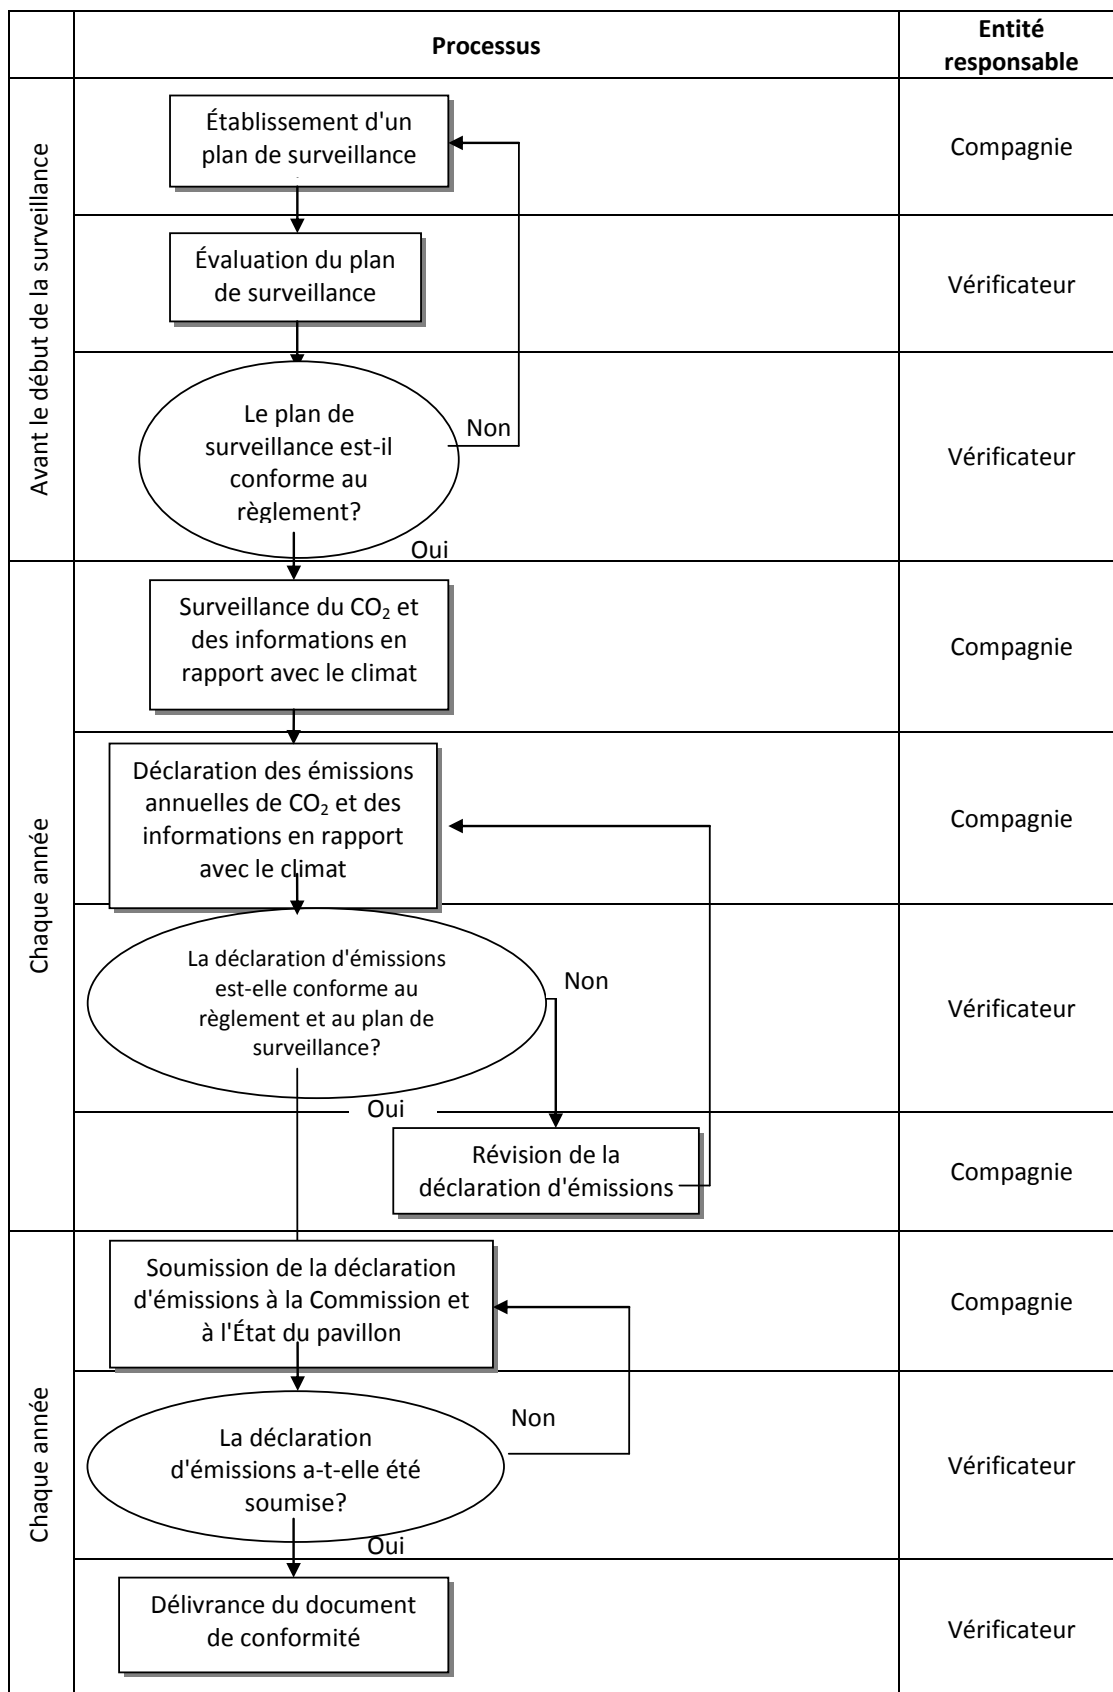 Processus
Entité
responsable
Avant le début de la surveillance
Établissement d'un
plan de surveillance
Compagnie
Évaluation du plan
de surveillance
Vérificateur
Le plan de
surveillance est-il
conforme au
règlement?
Non
Oui
Vérificateur
Chaque année
Surveillance du CO₂ et
des informations en
rapport avec le climat
Compagnie
Déclaration des émissions
annuelles de CO₂ et des
informations en rapport
avec le climat
Compagnie
La déclaration d'émissions
est-elle conforme au
règlement et au plan de
surveillance?
Non
Oui
Vérificateur
Révision de la
déclaration d'émissions
Compagnie
Chaque année
Soumission de la déclaration
d'émissions à la Commission et
à l'État du pavillon
Compagnie
La déclaration
d'émissions a-t-elle été
soumise?
Non
Oui
Vérificateur
Délivrance du document
de conformité
Vérificateur